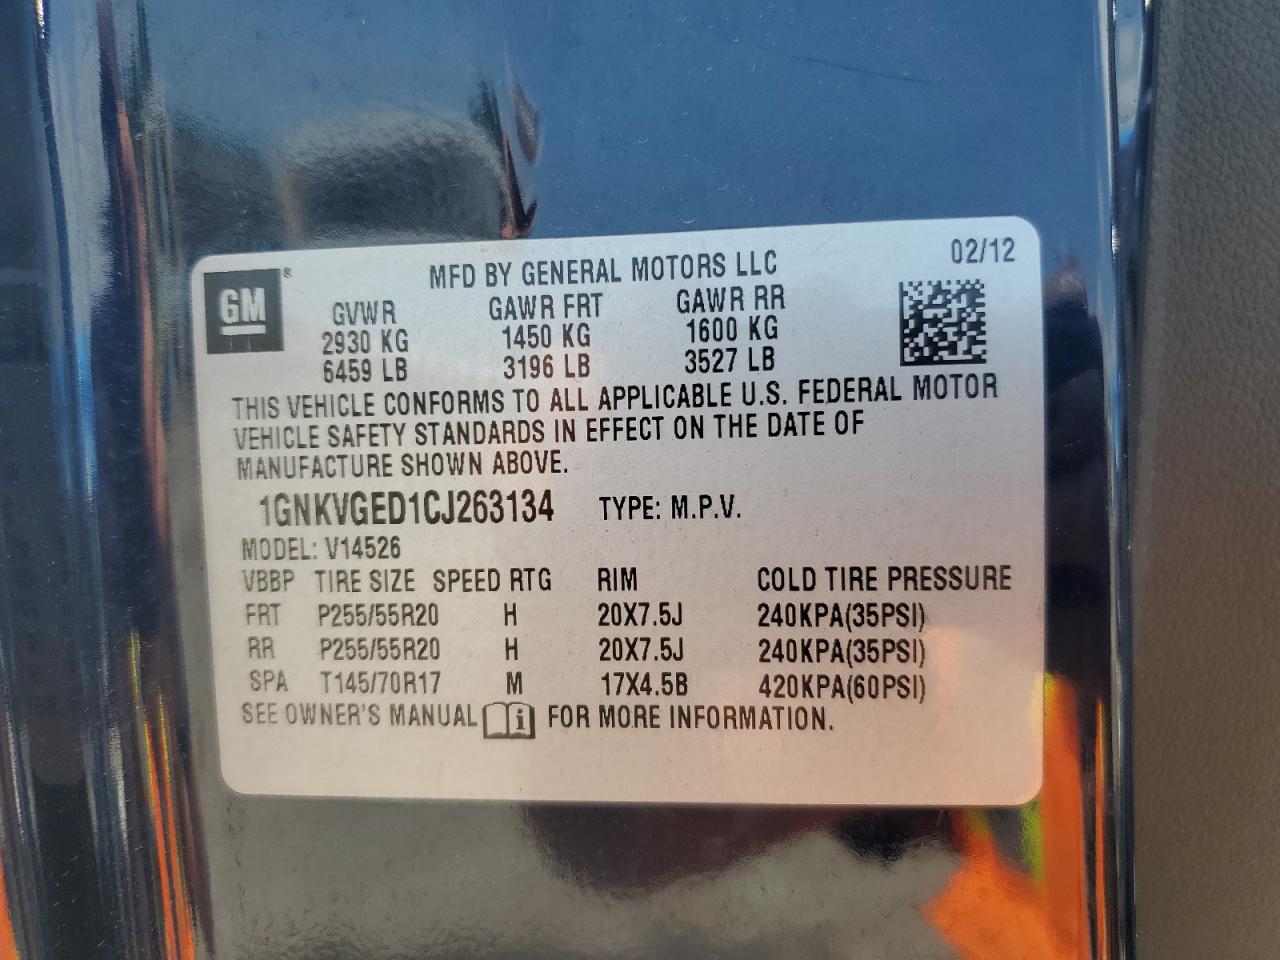 02/12
GM®
MFD BY GENERAL MOTORS LLC
GVWR GAWR FRT GAWR RR
2930 KG 1450 KG 1600 KG
6459 LB 3196 LB 3527 LB
THIS VEHICLE CONFORMS TO ALL APPLICABLE U.S. FEDERAL MOTOR
VEHICLE SAFETY STANDARDS IN EFFECT ON THE DATE OF
MANUFACTURE SHOWN ABOVE.
1GNKVGED1CJ263134 TYPE: M.P.V.
MODEL: V14526
VBBP TIRE SIZE SPEED RTG RIM COLD TIRE PRESSURE
FRT P255/55R20 H 20X7.5J 240KPA(35PSI)
RR P255/55R20 H 20X7.5J 240KPA(35PSI)
SPA T145/70R17 M 17X4.5B 420KPA(60PSI)
SEE OWNER'S MANUAL i FOR MORE INFORMATION.